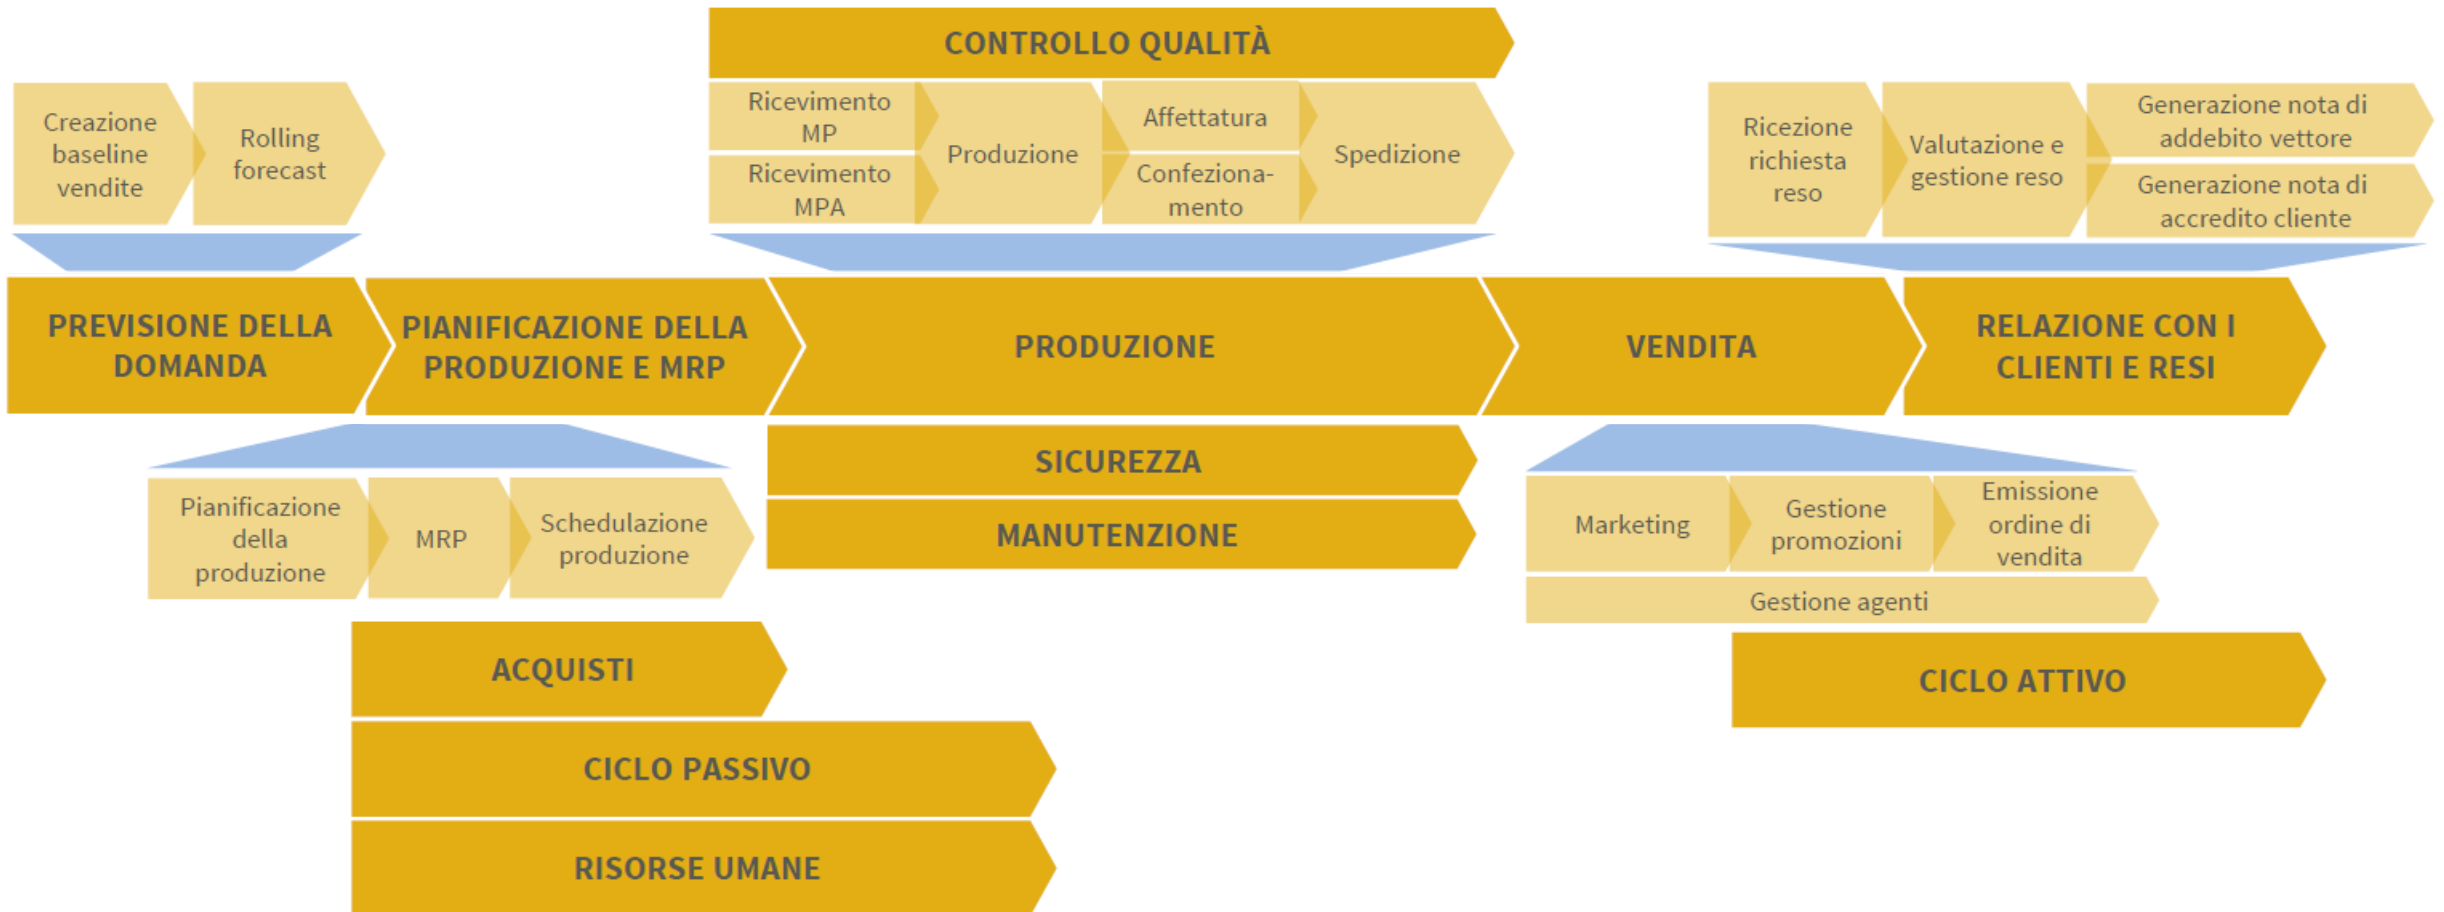 CONTROLLO QUALITÀ
Creazione
baseline
vendite
Rolling
forecast
Ricevimento
MP
Ricevimento
MPA
Produzione
Affettatura
Confeziona-
mento
Spedizione
Ricezione
richiesta
reso
Valutazione e
gestione reso
Generazione nota di
addebito vettore
Generazione nota di
accredito cliente
PREVISIONE DELLA
DOMANDA
PIANIFICAZIONE DELLA
PRODUZIONE E MRP
PRODUZIONE
VENDITA
RELAZIONE CON I
CLIENTI E RESI
SICUREZZA
MANUTENZIONE
Pianificazione
della
produzione
MRP
Schedulazione
produzione
Marketing
Gestione
promozioni
Emissione
ordine di
vendita
Gestione agenti
ACQUISTI
CICLO ATTIVO
CICLO PASSIVO
RISORSE UMANE